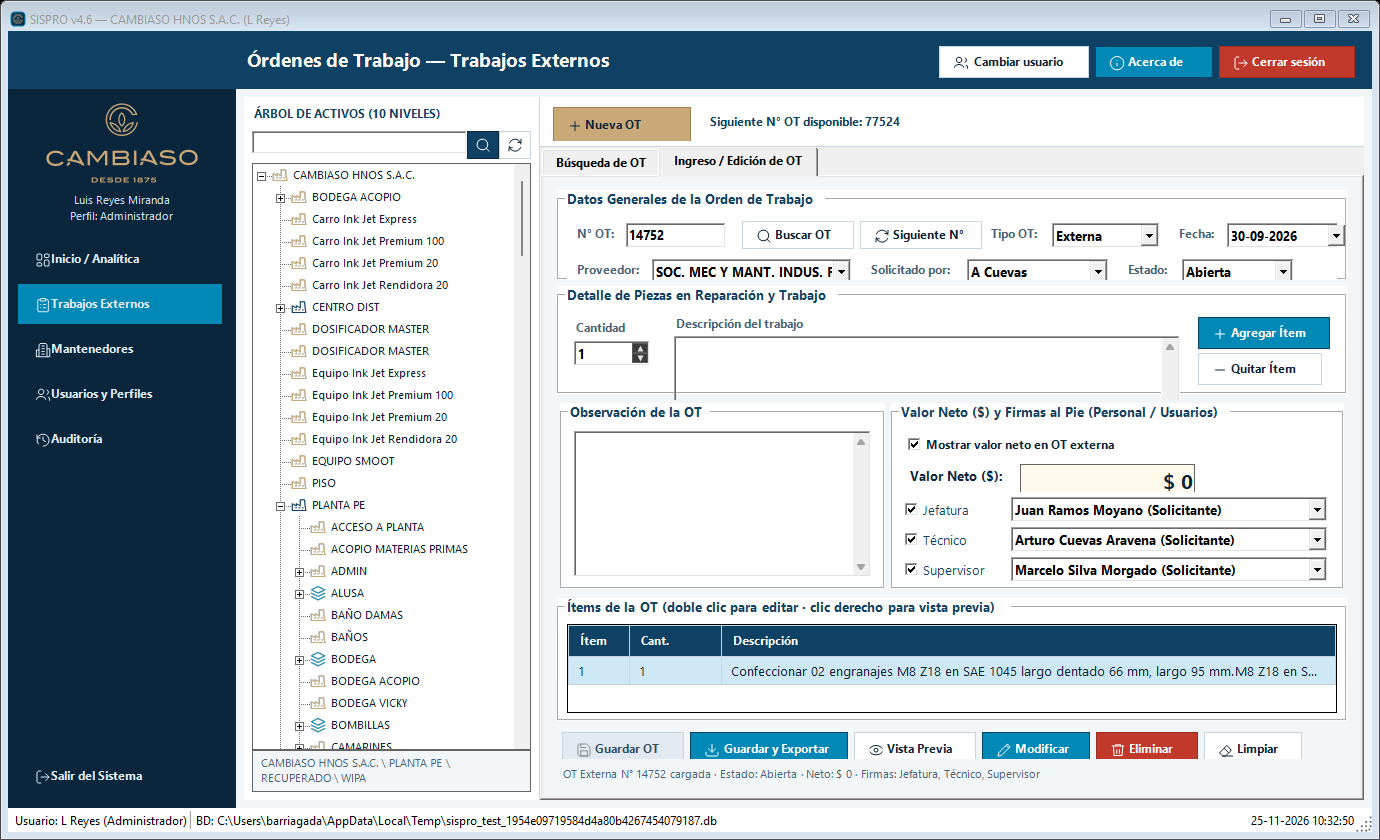 SISPRO v4.6 — CAMBIASO HNOS S.A.C. (L Reyes)
Órdenes de Trabajo — Trabajos Externos
Cambiar usuario
Acerca de
Cerrar sesión
CAMBIASO
DESDE 1875
Luis Reyes Miranda
Perfil: Administrador
Inicio / Analítica
Trabajos Externos
Mantenedores
Usuarios y Perfiles
Auditoría
Salir del Sistema
ÁRBOL DE ACTIVOS (10 NIVELES)
CAMBIASO HNOS S.A.C.
BODEGA ACOPIO
Carro Ink Jet Express
Carro Ink Jet Premium 100
Carro Ink Jet Premium 20
Carro Ink Jet Rendidora 20
CENTRO DIST
DOSIFICADOR MASTER
DOSIFICADOR MASTER
Equipo Ink Jet Express
Equipo Ink Jet Premium 100
Equipo Ink Jet Premium 20
Equipo Ink Jet Rendidora 20
EQUIPO SMOOT
PISO
PLANTA PE
ACCESO A PLANTA
ACOPIO MATERIAS PRIMAS
ADMIN
ALUSA
BAÑO DAMAS
BAÑOS
BODEGA
BODEGA ACOPIO
BODEGA VICKY
BOMBILLAS
CAMARINES
CAMBIASO HNOS S.A.C. \ PLANTA PE \
RECUPERADO \ WIPA
Nueva OT
Siguiente N° OT disponible: 77524
Búsqueda de OT
Ingreso / Edición de OT
Datos Generales de la Orden de Trabajo
N° OT:
14752
Buscar OT
Siguiente N°
Tipo OT:
Externa
Fecha:
30-09-2026
Proveedor:
SOC. MEC Y MANT. INDUS. F
Solicitado por:
A Cuevas
Estado:
Abierta
Detalle de Piezas en Reparación y Trabajo
Cantidad
1
Descripción del trabajo
Agregar Ítem
Quitar Ítem
Observación de la OT
Valor Neto ($) y Firmas al Pie (Personal / Usuarios)
Mostrar valor neto en OT externa
Valor Neto ($):
$ 0
Jefatura
Juan Ramos Moyano (Solicitante)
Técnico
Arturo Cuevas Aravena (Solicitante)
Supervisor
Marcelo Silva Morgado (Solicitante)
Ítems de la OT (doble clic para editar · clic derecho para vista previa)
Ítem
Cant.
Descripción
1
1
Confeccionar 02 engranajes M8 Z18 en SAE 1045 largo dentado 66 mm, largo 95 mm.M8 Z18 en S...
Guardar OT
Guardar y Exportar
Vista Previa
Modificar
Eliminar
Limpiar
OT Externa N° 14752 cargada · Estado: Abierta · Neto: $ 0 · Firmas: Jefatura, Técnico, Supervisor
Usuario: L Reyes (Administrador)
BD: C:\Users\barriagada\AppData\Local\Temp\sispro_test_1954e09719584d4a80b4267454079187.db
25-11-2026 10:32:50